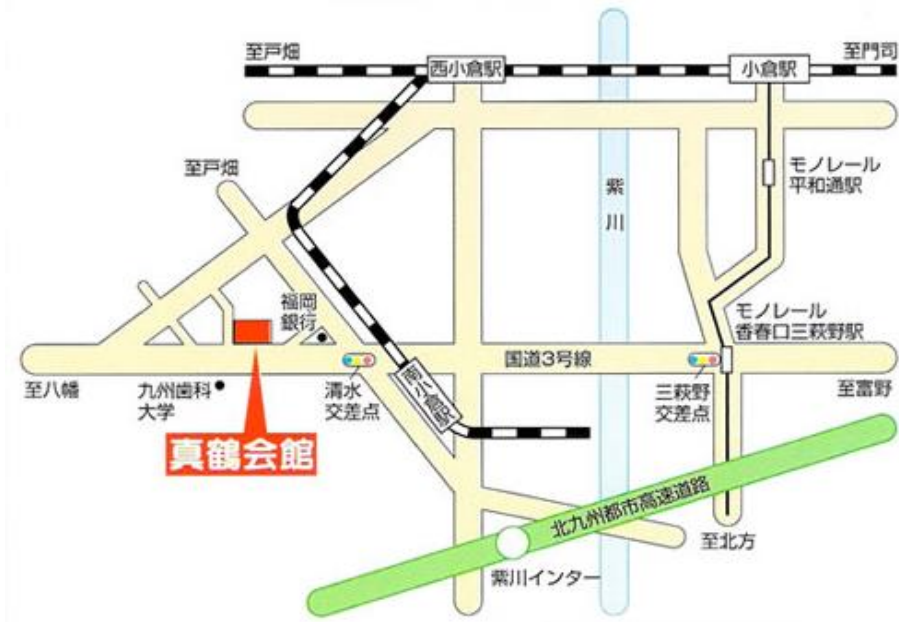 至戸畑
西小倉駅
小倉駅
至門司
至戸畑
モノレール
平和通駅
紫川
福岡
銀行
モノレール
香春口三萩野駅
国道3号線
至八幡
九州歯科
大学
清水
交差点
南小倉駅
三萩野
交差点
至富野
真鶴会館
北九州都市高速道路
至北方
紫川インター